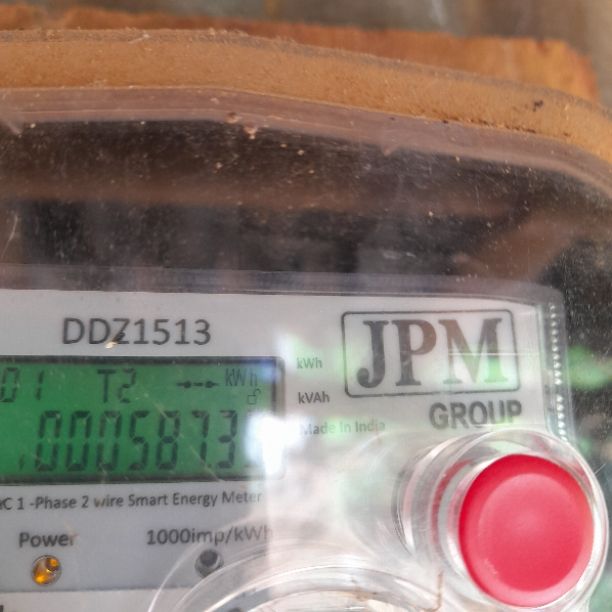 DDZ1513
kWh
JPM
01 T2 kWh
kVAh
GROUP
Made In India
C 1 -Phase 2 wire Smart Energy Meter
Power 1000imp/kWh